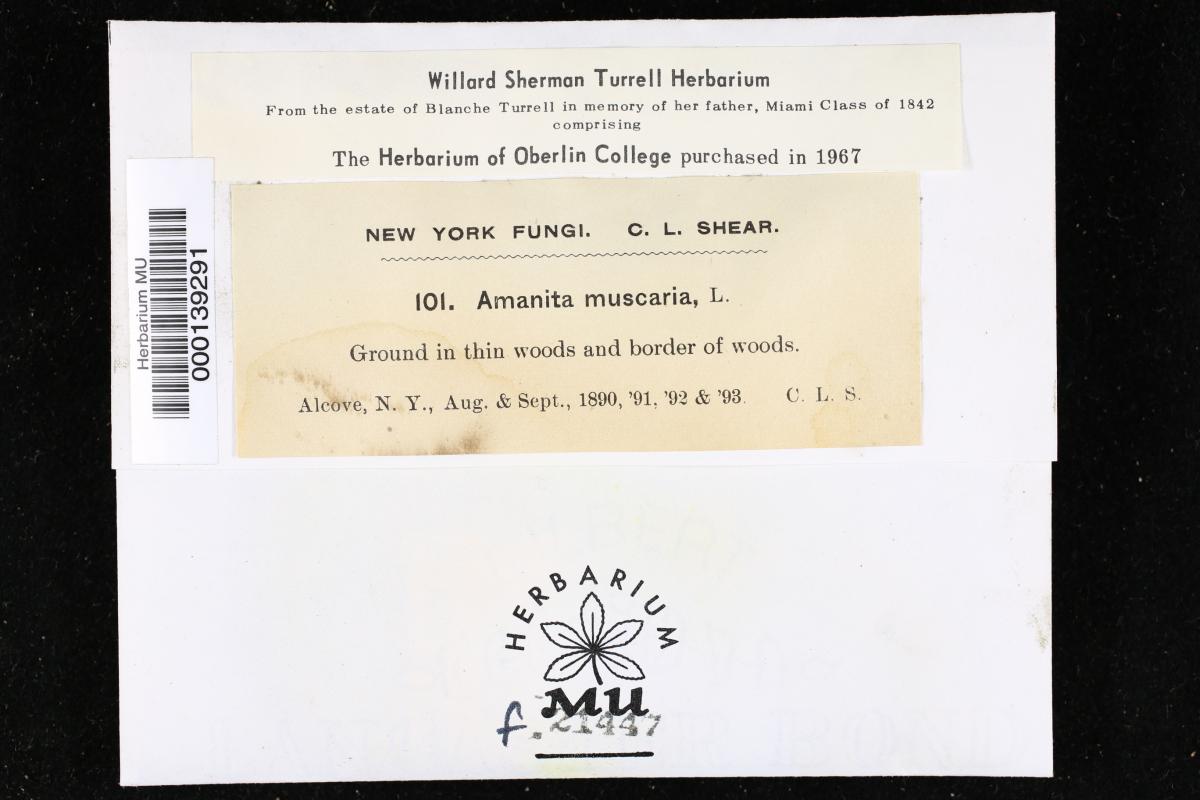 Willard Sherman Turrell Herbarium
From the estate of Blanche Turrell in memory of her father, Miami Class of 1842
comprising
The Herbarium of Oberlin College purchased in 1967
Herbarium MU
000139291
NEW YORK FUNGI. C. L. SHEAR.
101. Amanita muscaria, L.
Ground in thin woods and border of woods.
Alcove, N. Y., Aug. & Sept., 1890, '91, '92 & '93. C. L. S.
HERBARIUM
MU
f. 21447